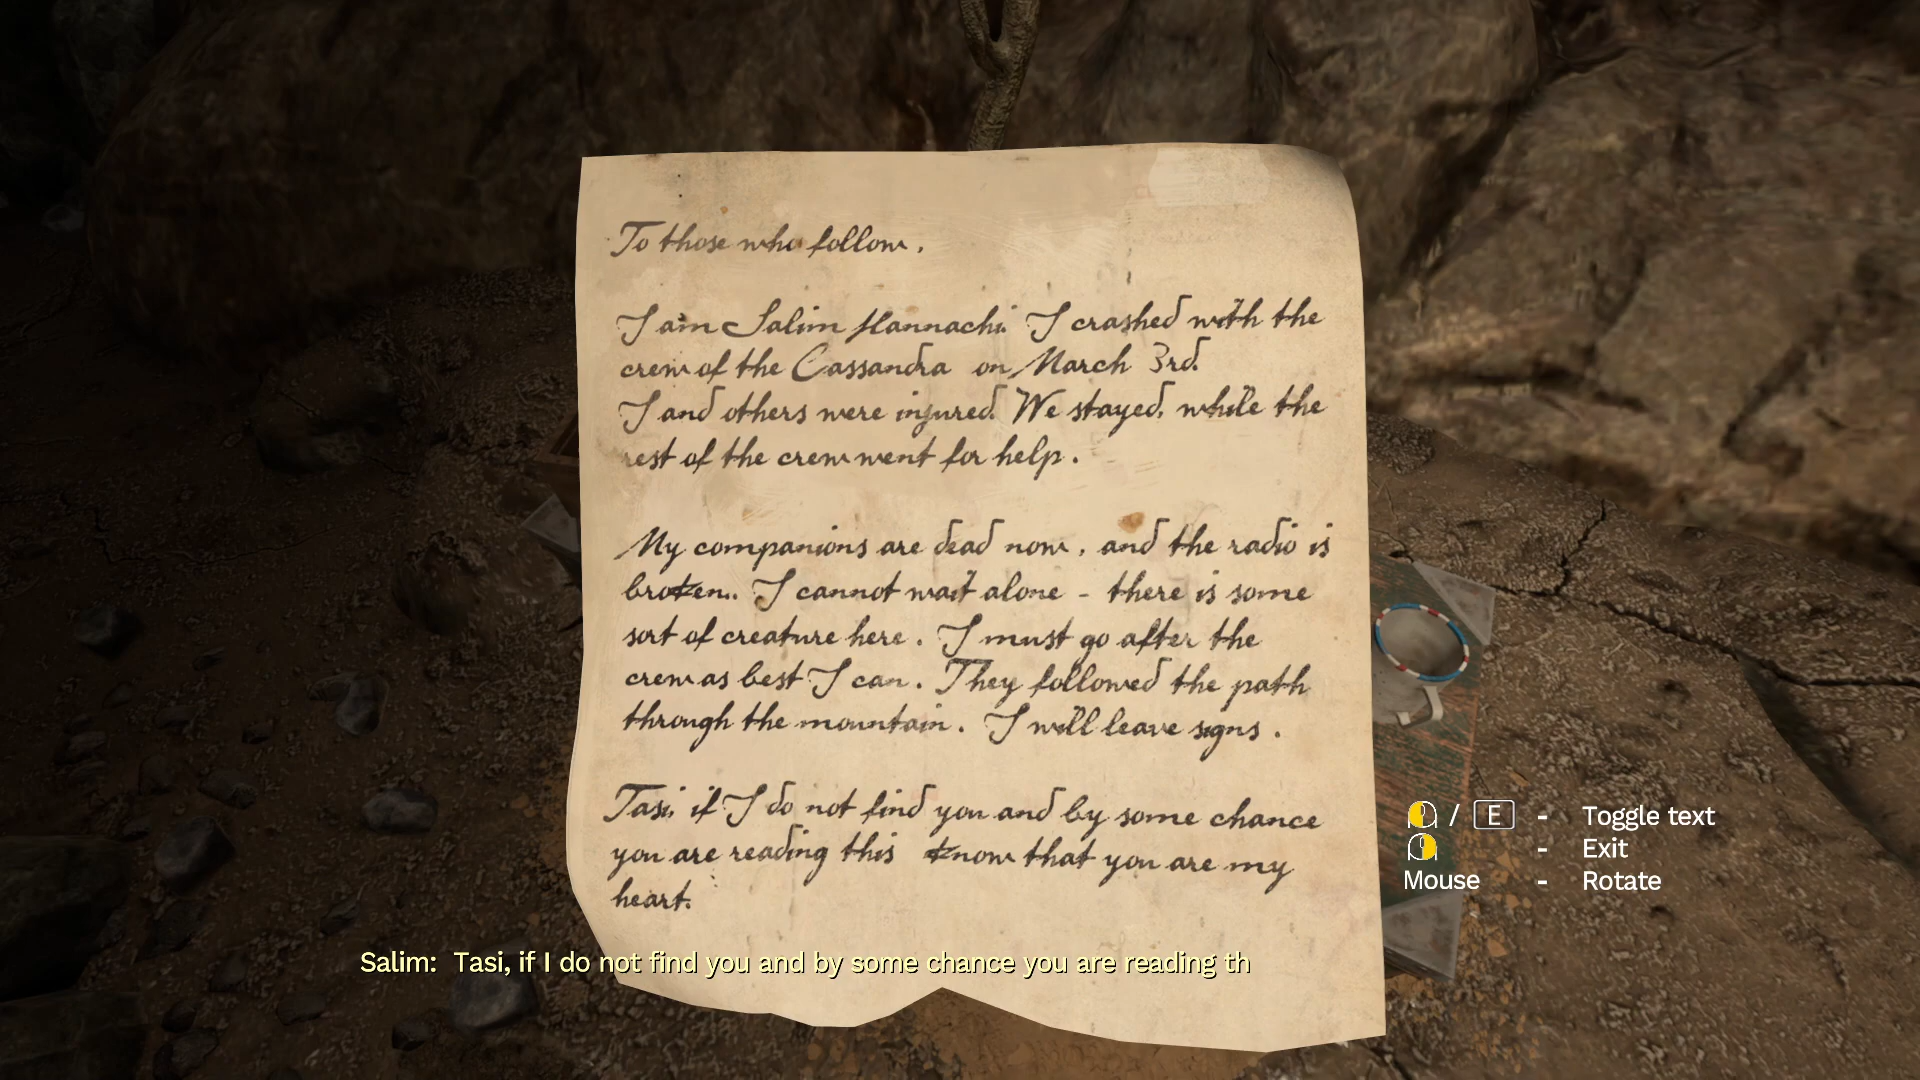 To those who follow,
I am Salim Hannachi. I crashed with the
crew of the Cassandra on March 3rd.
I and others were injured. We stayed, while the
rest of the crew went for help.
My companions are dead now, and the radio is
broken. I cannot wait alone - there is some
sort of creature here. I must go after the
crew as best I can. They followed the path
through the mountain. I will leave signs.
Tasi, if I do not find you and by some chance
you are reading this know that you are my
heart.
E / - Toggle text
- Exit
Mouse - Rotate
Salim: Tasi, if I do not find you and by some chance you are reading th